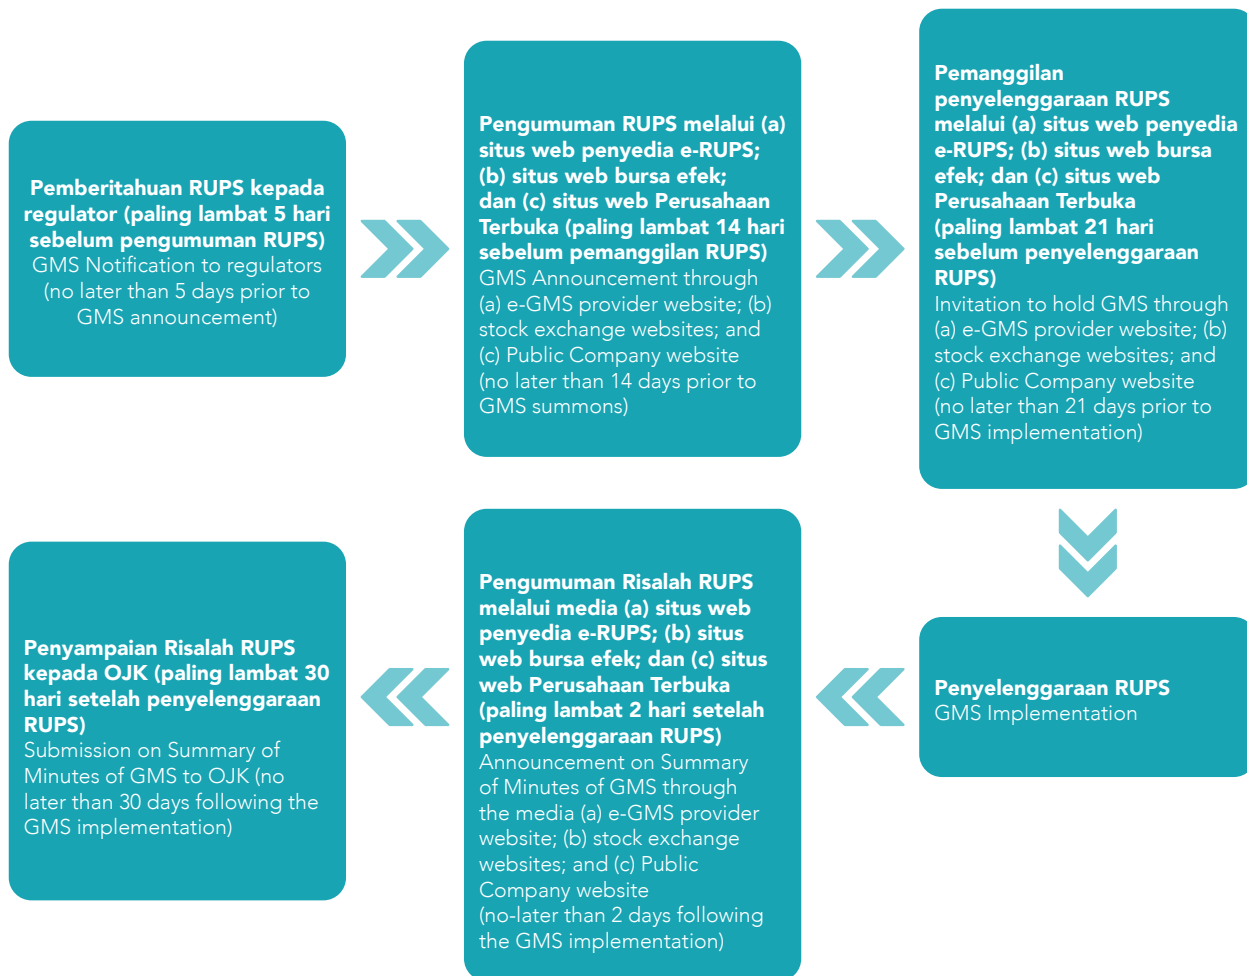 Pemberitahuan RUPS kepada
regulator (paling lambat 5 hari
sebelum pengumuman RUPS)
GMS Notification to regulators
(no later than 5 days prior to
GMS announcement)
Pengumuman RUPS melalui (a)
situs web penyedia e-RUPS;
(b) situs web bursa efek;
dan (c) situs web Perusahaan
Terbuka (paling lambat 14 hari
sebelum pemanggilan RUPS)
GMS Announcement through
(a) e-GMS provider website; (b)
stock exchange websites; and
(c) Public Company website
(no later than 14 days prior to
GMS summons)
Pemanggilan
penyelenggaraan RUPS
melalui (a) situs web penyedia
e-RUPS; (b) situs web bursa
efek; dan (c) situs web
Perusahaan Terbuka
(paling lambat 21 hari
sebelum penyelenggaraan
RUPS)
Invitation to hold GMS through
(a) e-GMS provider website; (b)
stock exchange websites; and
(c) Public Company website
(no later than 21 days prior to
GMS implementation)
Penyelenggaraan RUPS
GMS Implementation
Pengumuman Risalah RUPS
melalui media (a) situs web
penyedia e-RUPS; (b) situs
web bursa efek; dan (c) situs
web Perusahaan Terbuka
(paling lambat 2 hari setelah
penyelenggaraan RUPS)
Announcement on Summary
of Minutes of GMS through
the media (a) e-GMS provider
website; (b) stock exchange
websites; and (c) Public
Company website
(no-later than 2 days following
the GMS implementation)
Penyampaian Risalah RUPS
kepada OJK (paling lambat 30
hari setelah penyelenggaraan
RUPS)
Submission on Summary of
Minutes of GMS to OJK (no
later than 30 days following the
GMS implementation)